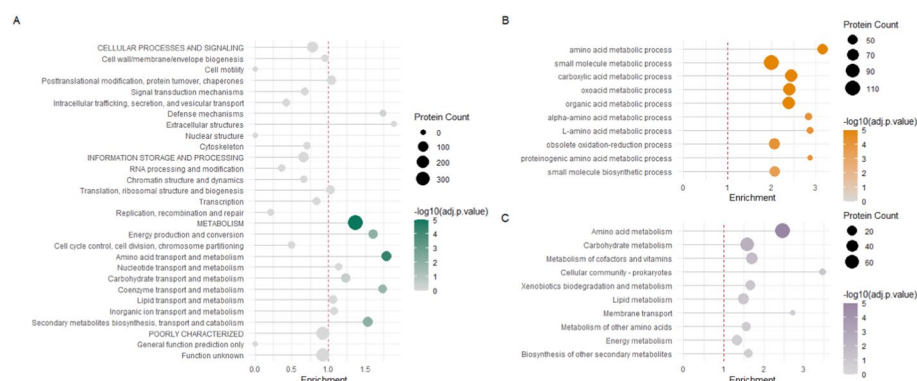 A
CELLULAR PROCESSES AND SIGNALING
Cell wall/membrane/envelope biogenesis
Cell motility
Posttranslational modification, protein turnover, chaperones
Signal transduction mechanisms
Intracellular trafficking, secretion, and vesicular transport
Defense mechanisms
Extracellular structures
Nuclear structure
Cytoskeleton
INFORMATION STORAGE AND PROCESSING
RNA processing and modification
Chromatin structure and dynamics
Translation, ribosomal structure and biogenesis
Transcription
Replication, recombination and repair
METABOLISM
Energy production and conversion
Cell cycle control, cell division, chromosome partitioning
Amino acid transport and metabolism
Nucleotide transport and metabolism
Carbohydrate transport and metabolism
Coenzyme transport and metabolism
Lipid transport and metabolism
Inorganic ion transport and metabolism
Secondary metabolites biosynthesis, transport and catabolism
POORLY CHARACTERIZED
General function prediction only
Function unknown
0.0 0.5 1.0 1.5
Enrichment
Protein Count
0
100
200
300
-log10(adj.p.value)
5
4
3
2
1
0
B
amino acid metabolic process
small molecule metabolic process
carboxylic acid metabolic process
oxoacid metabolic process
organic acid metabolic process
alpha-amino acid metabolic process
L-amino acid metabolic process
obsolete oxidation-reduction process
proteinogenic amino acid metabolic process
small molecule biosynthetic process
0 1 2 3
Enrichment
Protein Count
50
70
90
110
-log10(adj.p.value)
5
4
3
2
1
0
C
Amino acid metabolism
Carbohydrate metabolism
Metabolism of cofactors and vitamins
Cellular community - prokaryotes
Xenobiotics biodegradation and metabolism
Lipid metabolism
Membrane transport
Metabolism of other amino acids
Energy metabolism
Biosynthesis of other secondary metabolites
0 1 2 3
Enrichment
Protein Count
20
40
60
-log10(adj.p.value)
5
4
3
2
1
0